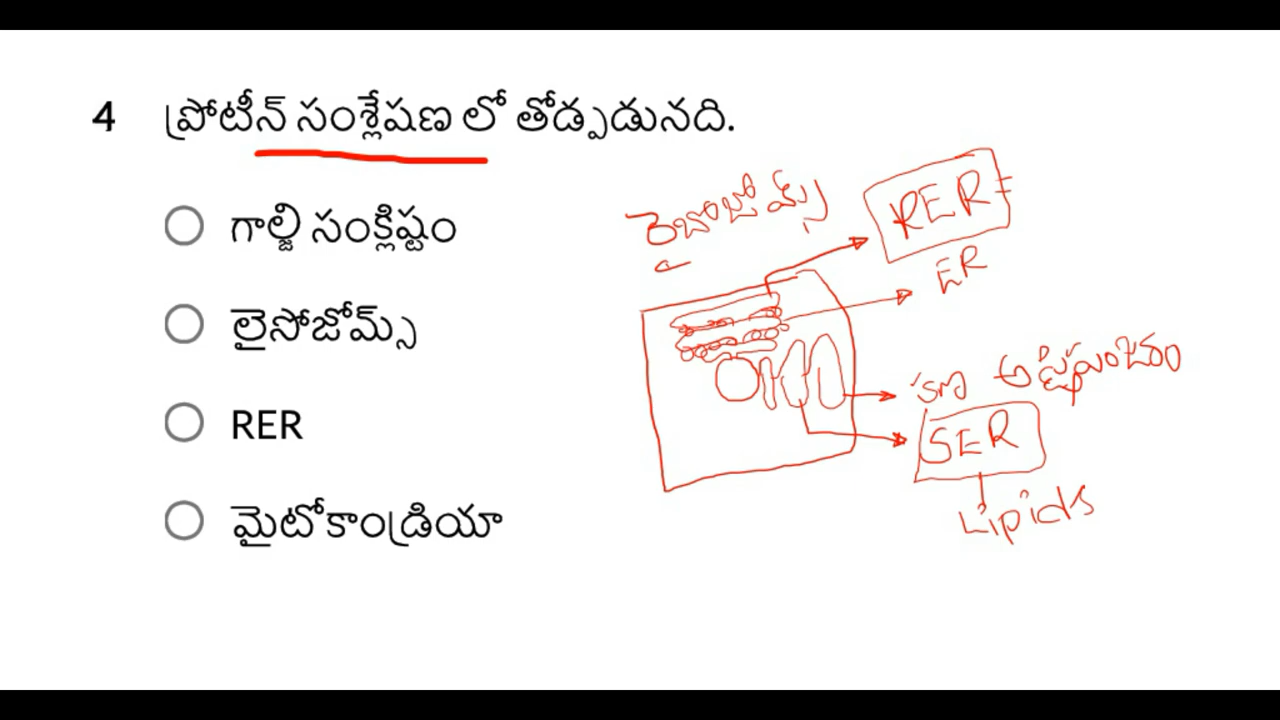 4 ప్రోటీన్ సంశ్లేషణ లో తోడ్పడునది.
గాల్జి సంక్లిష్టం
లైసోజోమ్స్
RER
మైటోకాండ్రియా
రైబోజోమ్స్
RER
ER
SER
Lipids